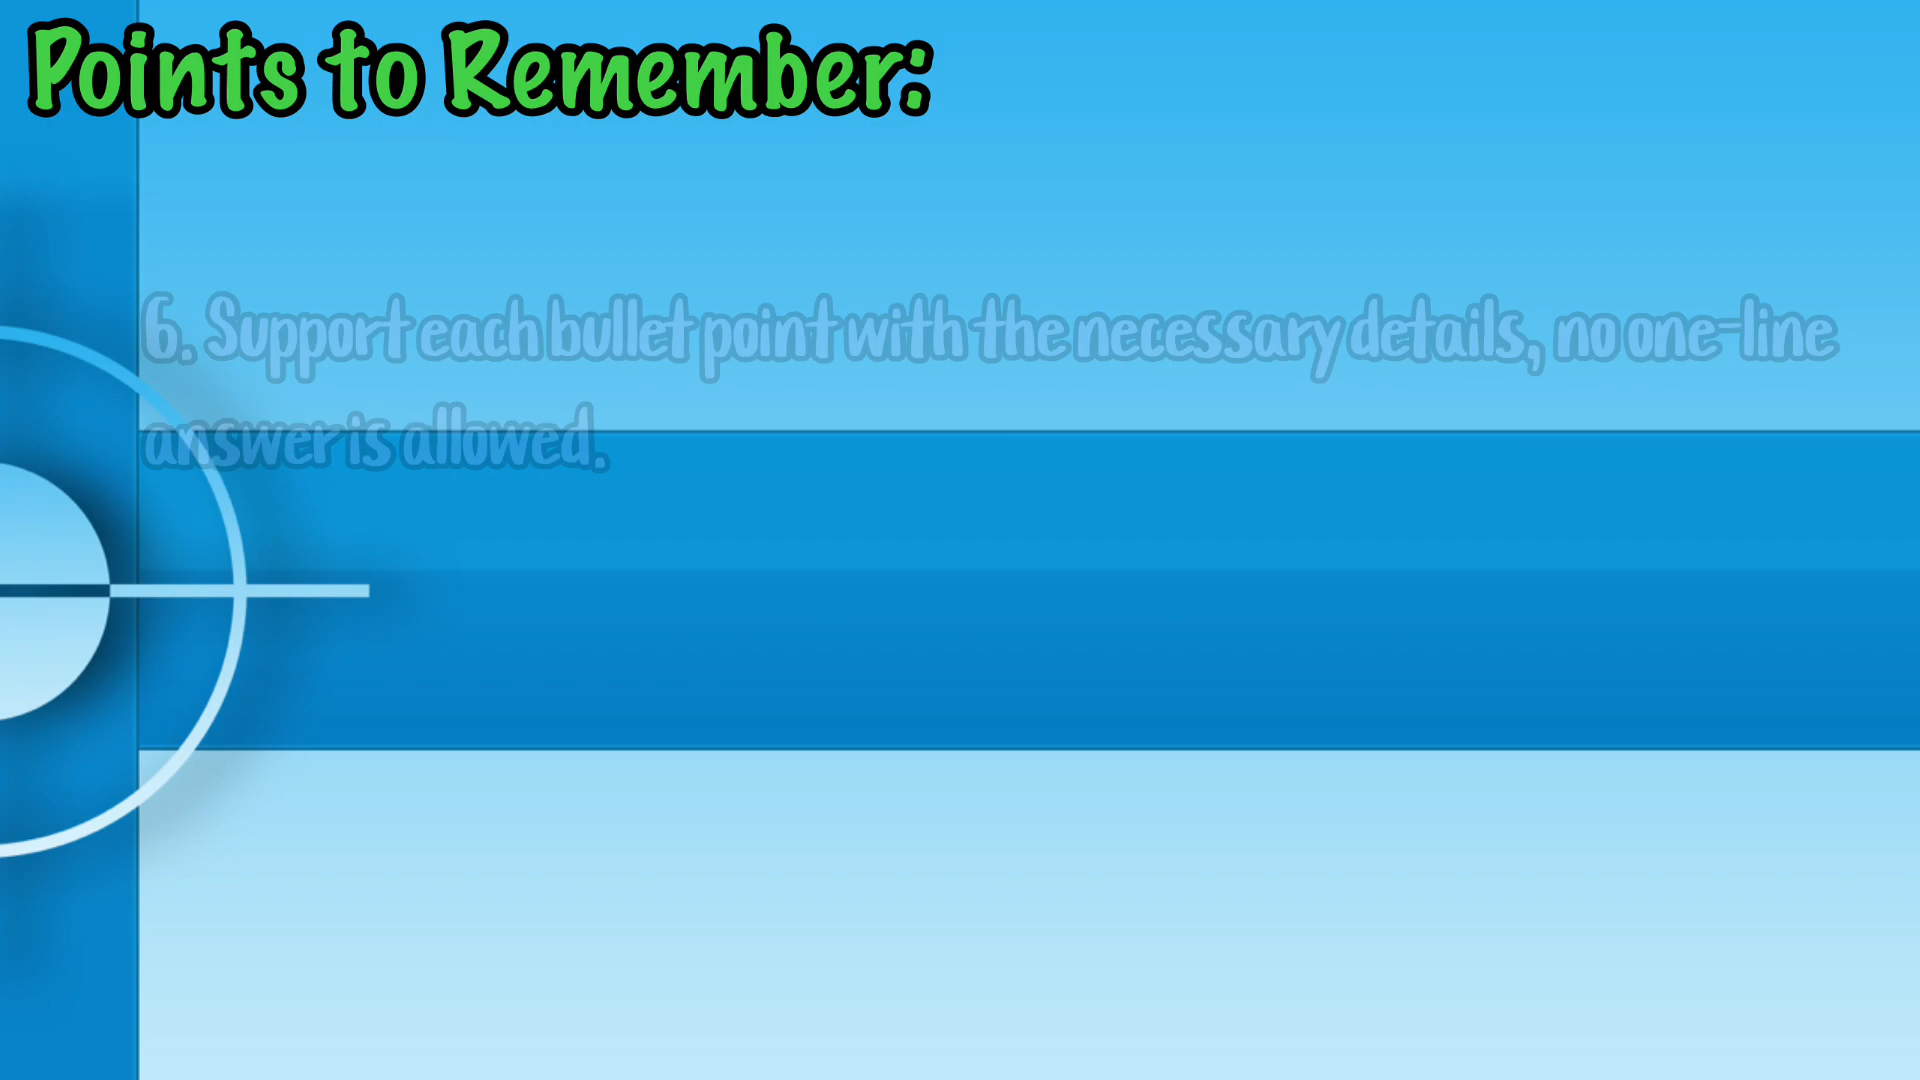 Points to Remember:
6. Support each bullet point with the necessary details, no one-line
answer is allowed.